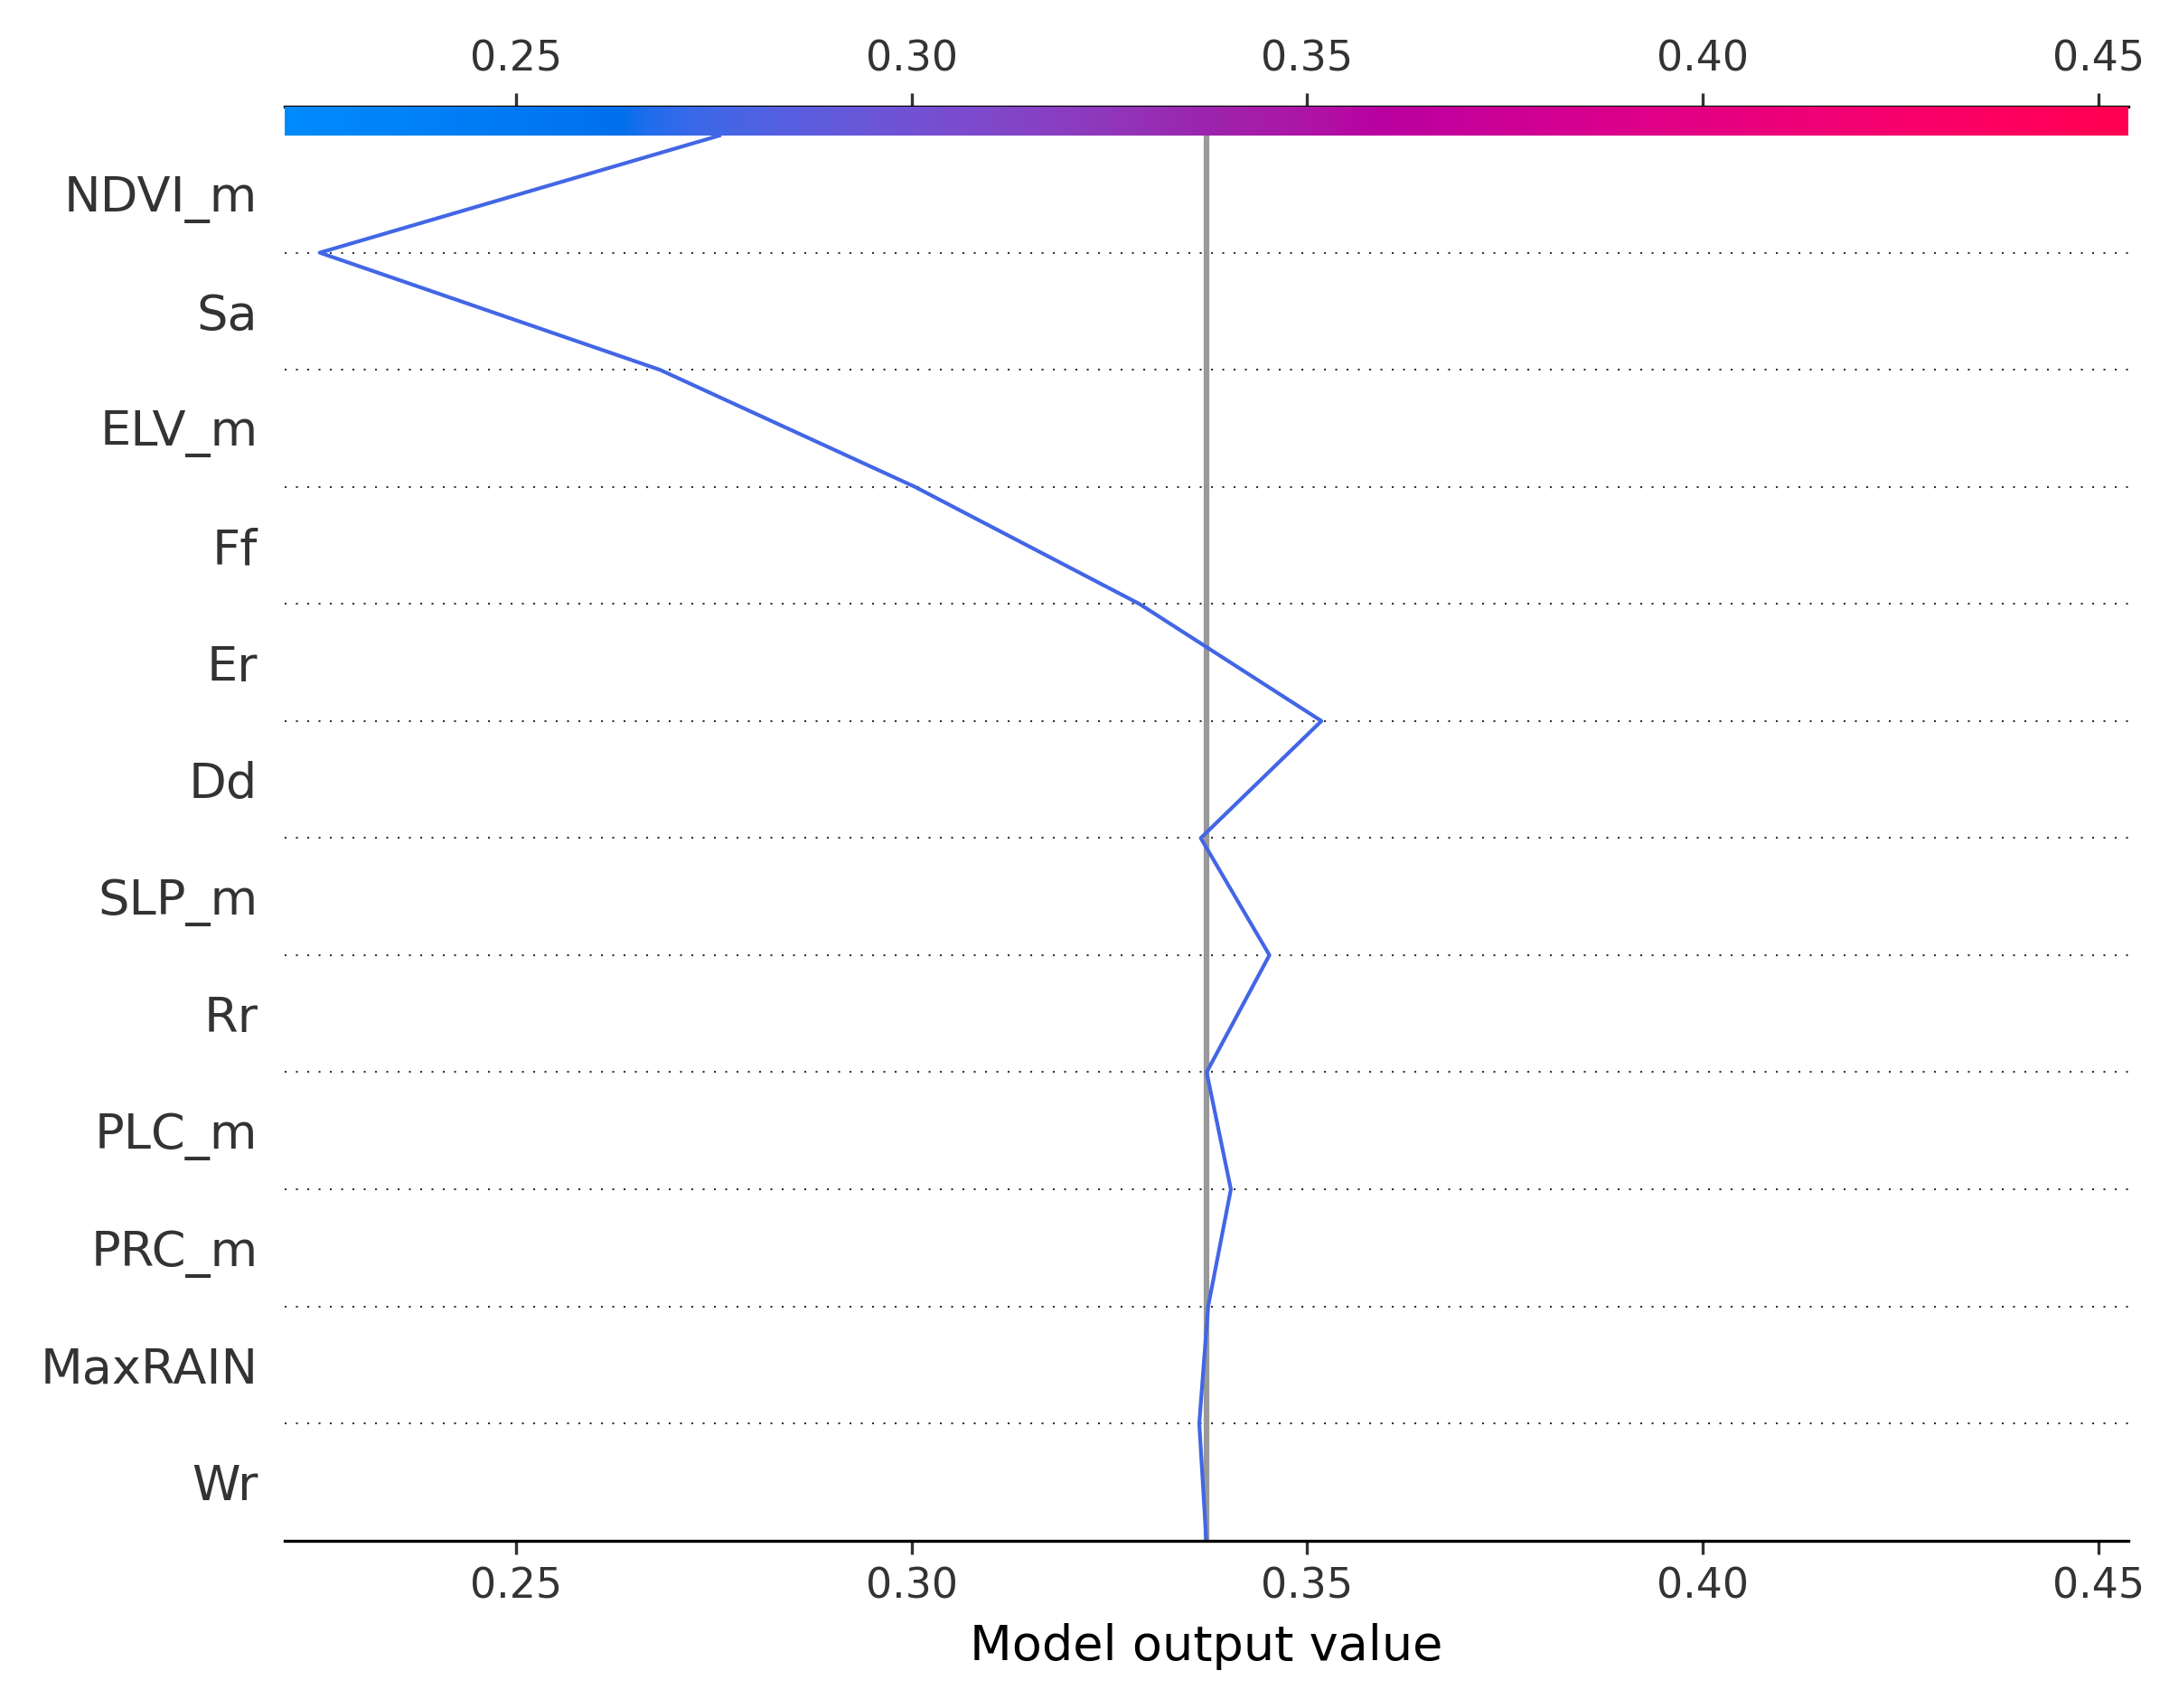 0.25 0.30 0.35 0.40 0.45
NDVI_m
Sa
ELV_m
Ff
Er
Dd
SLP_m
Rr
PLC_m
PRC_m
MaxRAIN
Wr
0.25 0.30 0.35 0.40 0.45
Model output value